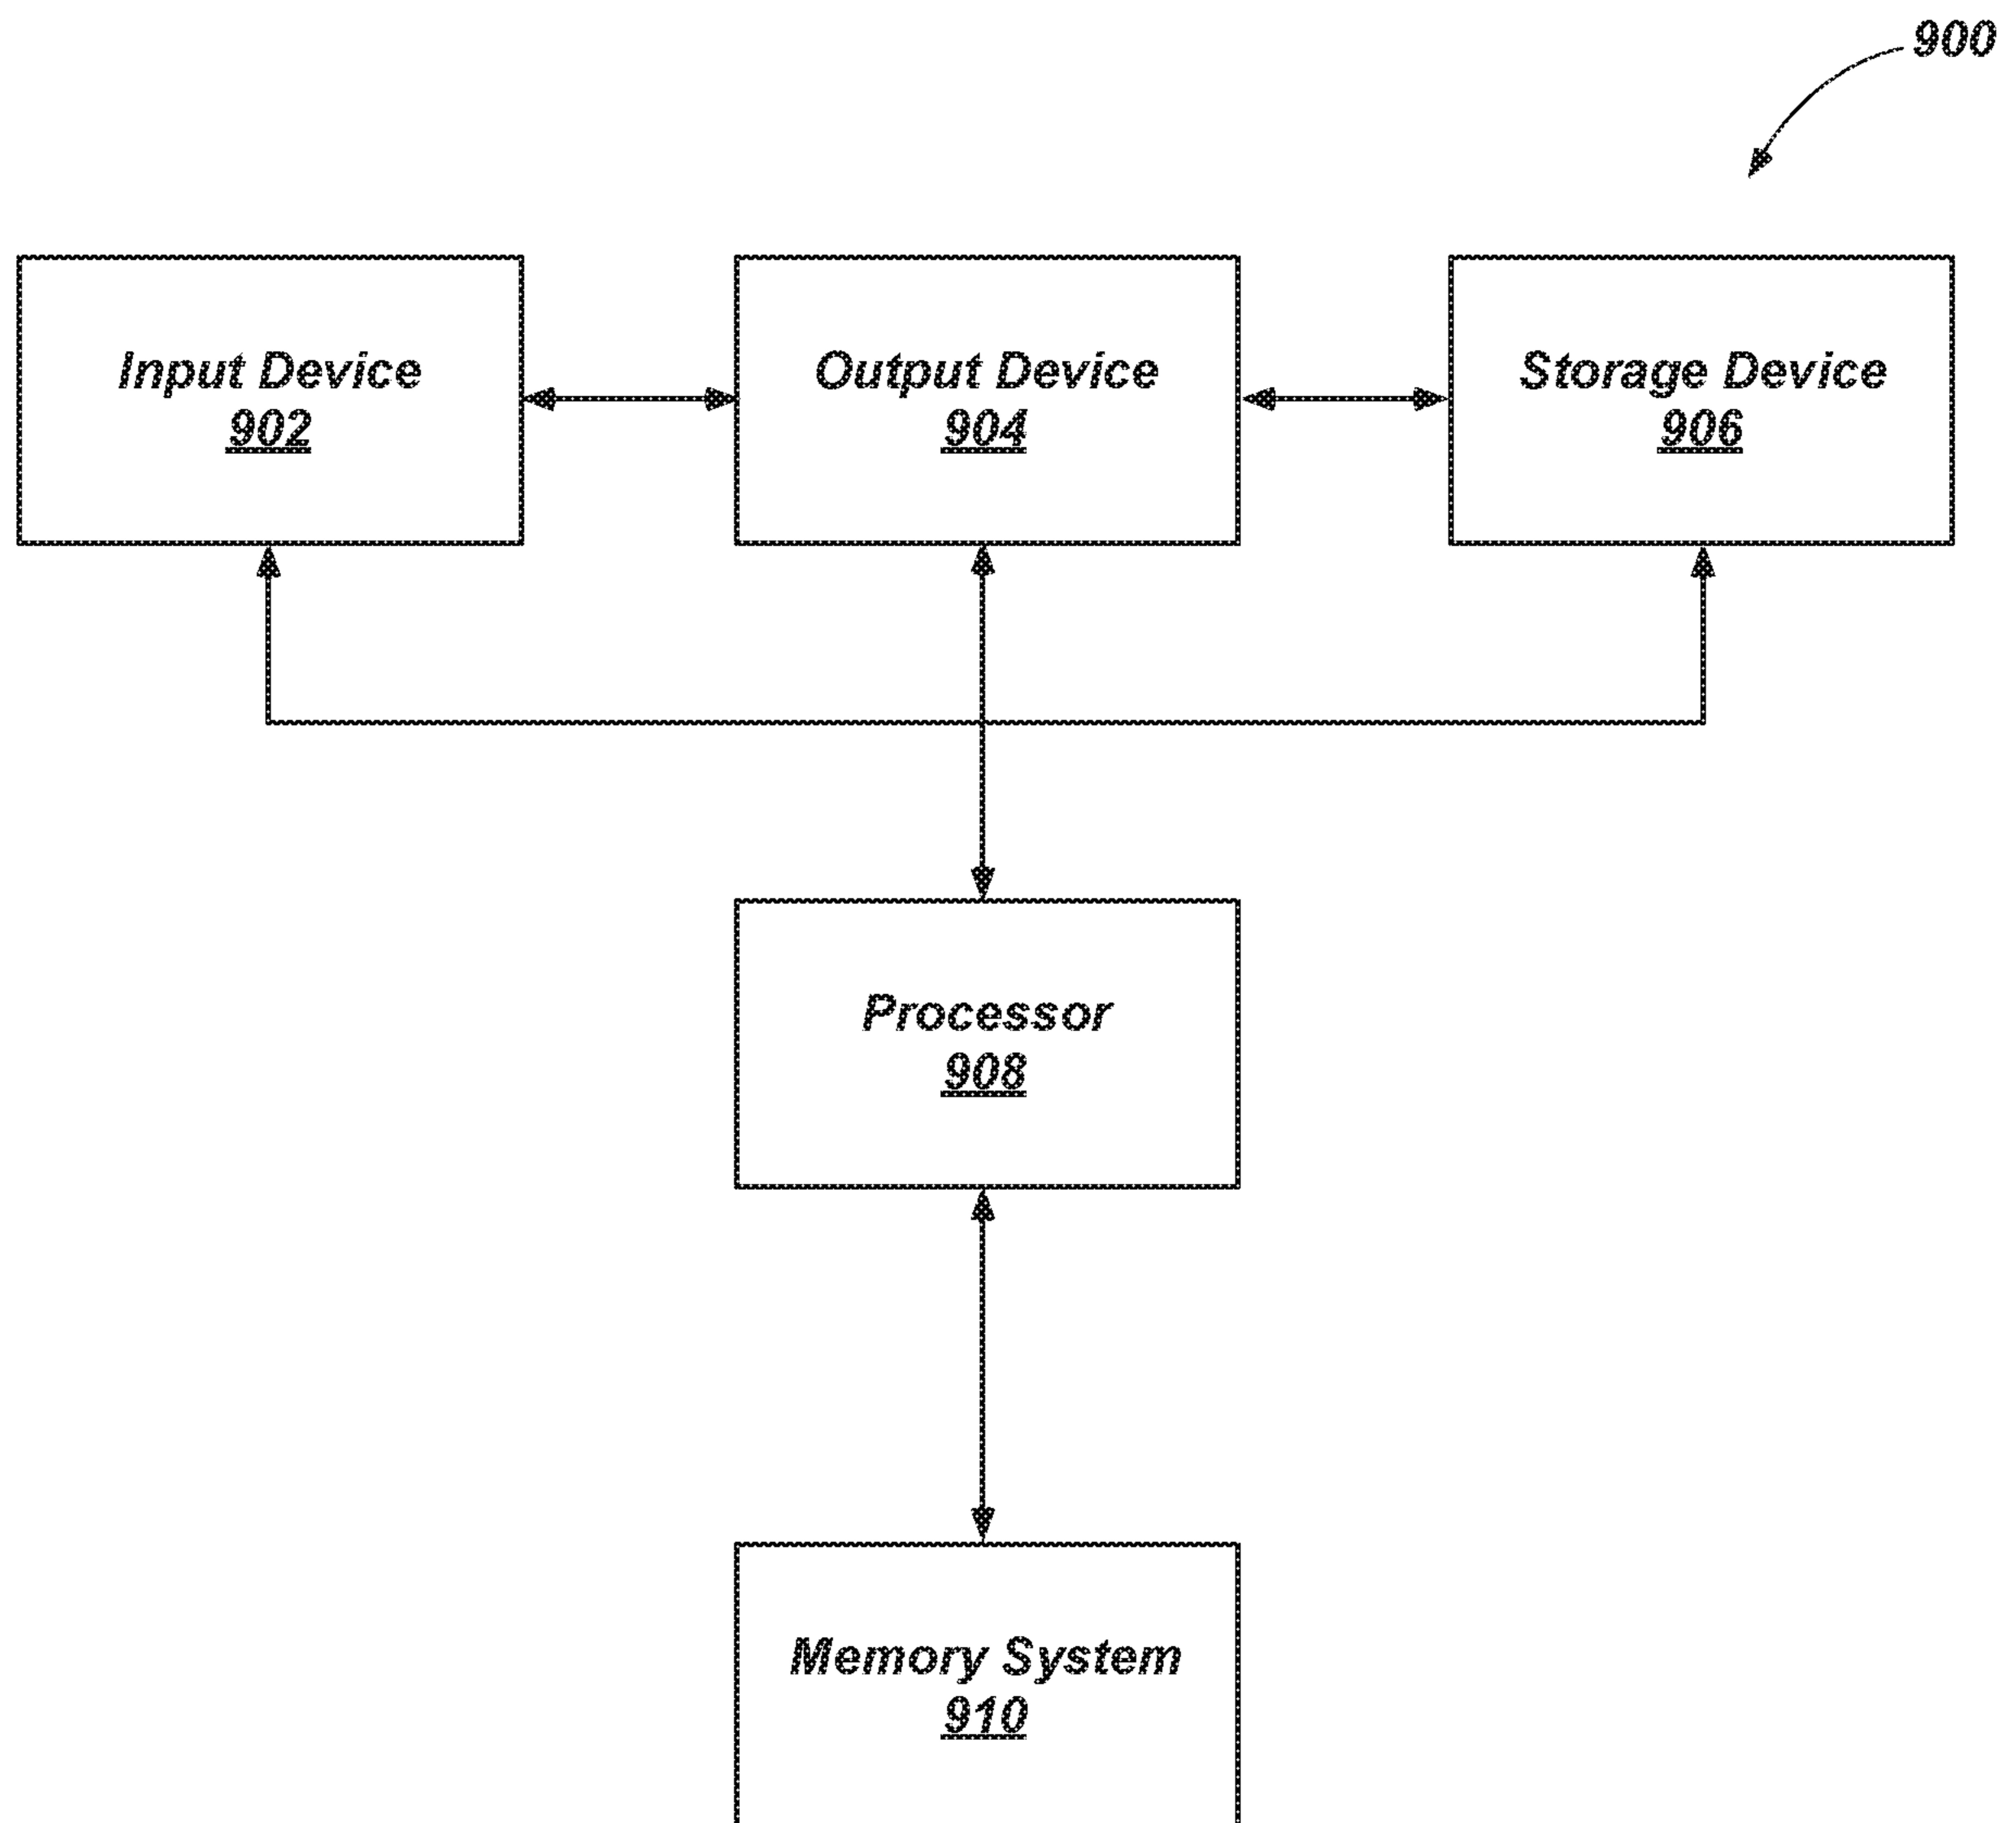 900
Input Device
902
Output Device
904
Storage Device
906
Processor
908
Memory System
910